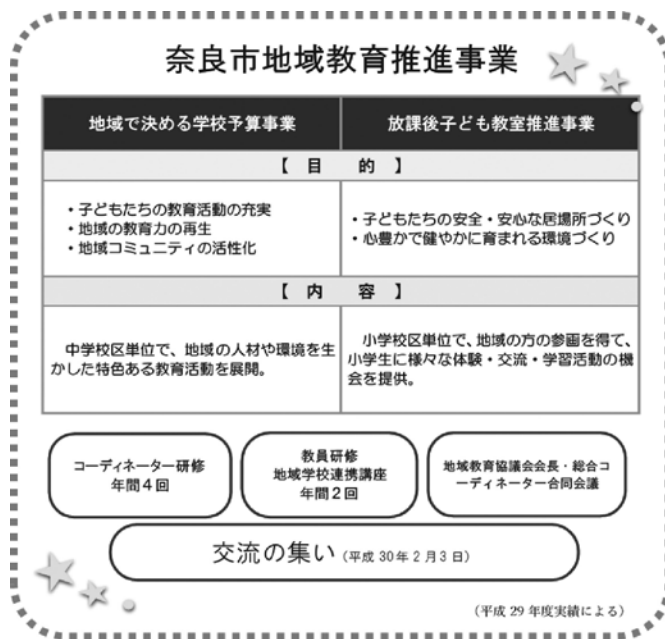 奈良市地域教育推進事業
地域で決める学校予算事業
放課後子ども教室推進事業
【 目 的 】
・子どもたちの教育活動の充実
・地域の教育力の再生
・地域コミュニティの活性化
・子どもたちの安全・安心な居場所づくり
・心豊かで健やかに育まれる環境づくり
【 内 容 】
中学校区単位で、地域の人材や環境を生
かした特色ある教育活動を展開。
小学校区単位で、地域の方の参画を得て、
小学生に様々な体験・交流・学習活動の機
会を提供。
コーディネーター研修
年間4回
教員研修
地域学校連携講座
年間2回
地域教育協議会会長・総合コ
ーディネーター合同会議
交流の集い（平成30年2月3日）
（平成 29 年度実績による）